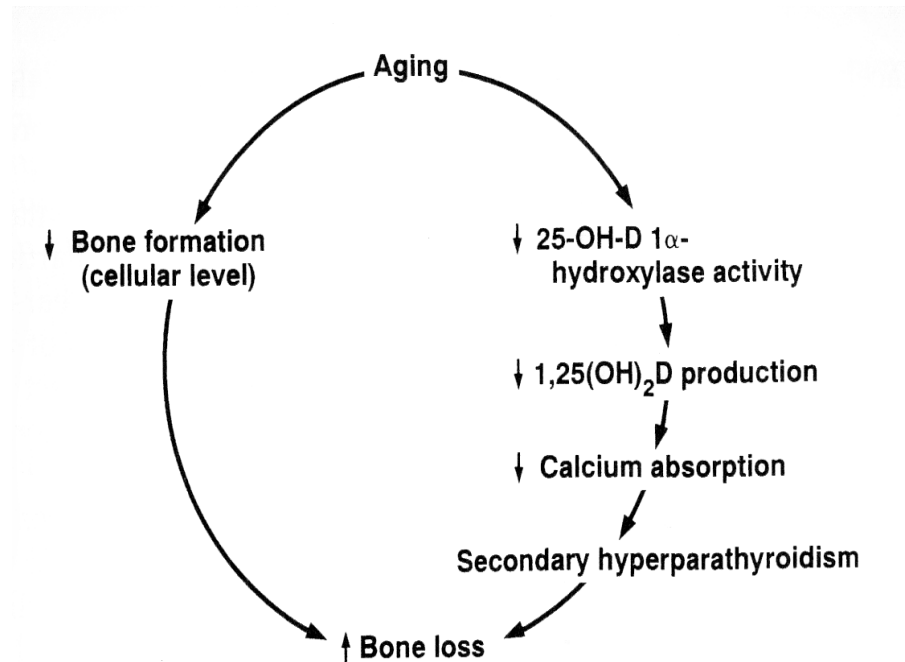 Aging
↓ Bone formation
(cellular level)
↓ 25-OH-D 1α-
hydroxylase activity
↓ 1,25(OH)₂D production
↓ Calcium absorption
Secondary hyperparathyroidism
↑ Bone loss